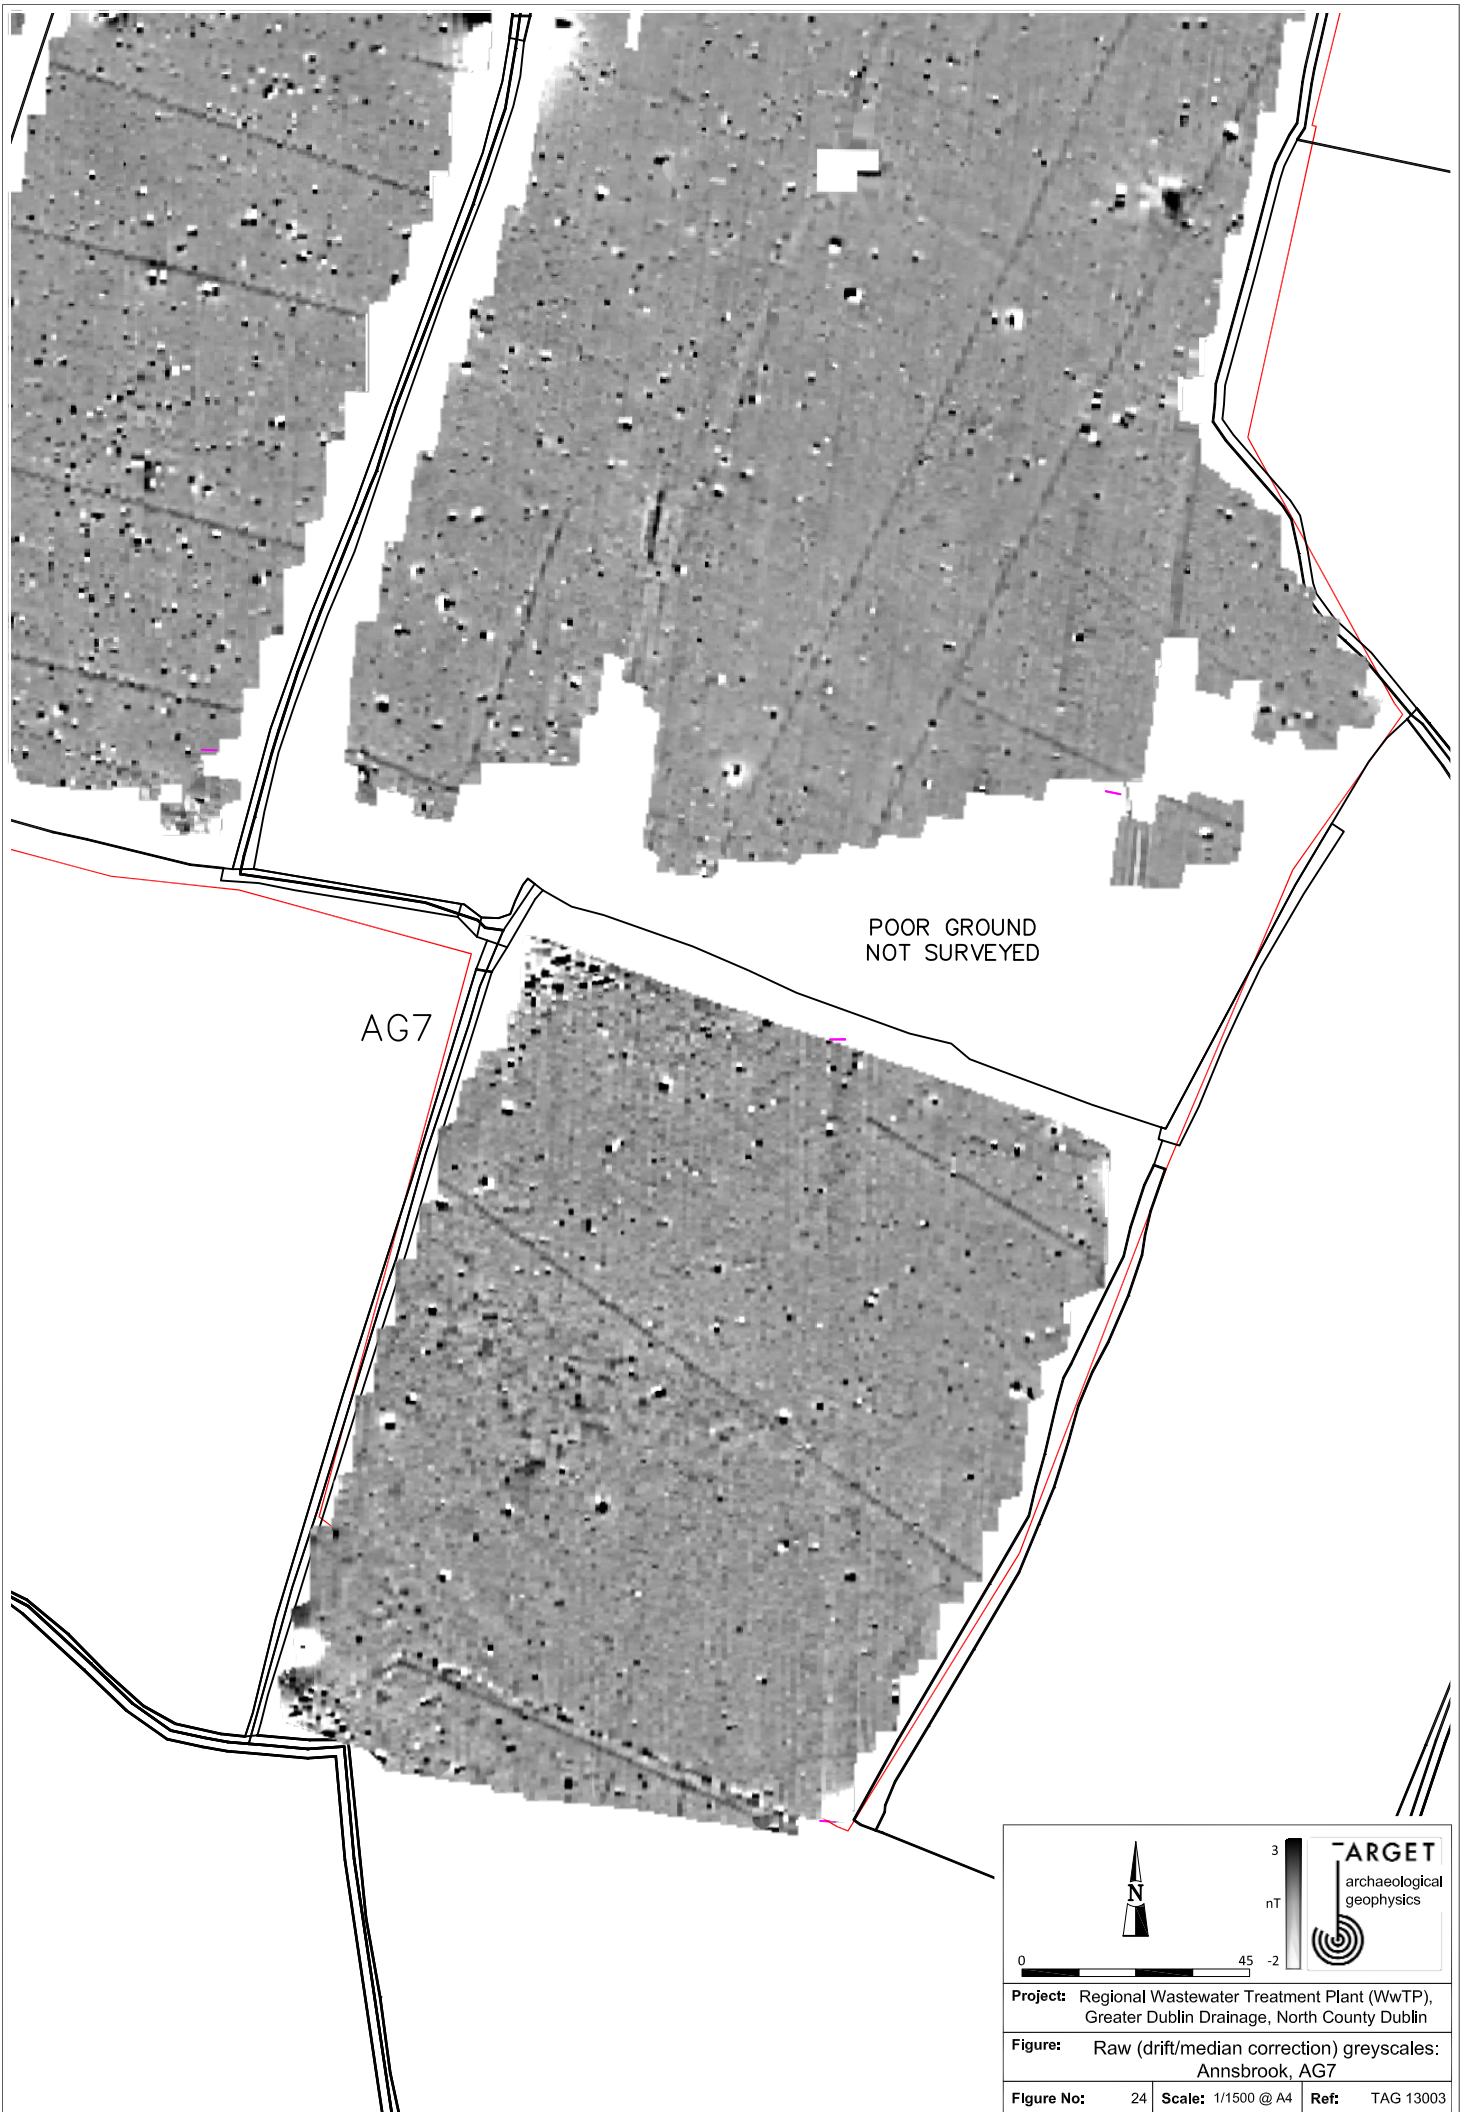 POOR GROUND
NOT SURVEYED
AG7
N
0 45
3
nT
-2
TARGET
archaeological
geophysics
Project: Regional Wastewater Treatment Plant (WwTP),
Greater Dublin Drainage, North County Dublin
Figure: Raw (drift/median correction) greyscales:
Annsbrook, AG7
Figure No: 24 Scale: 1/1500 @ A4 Ref: TAG 13003